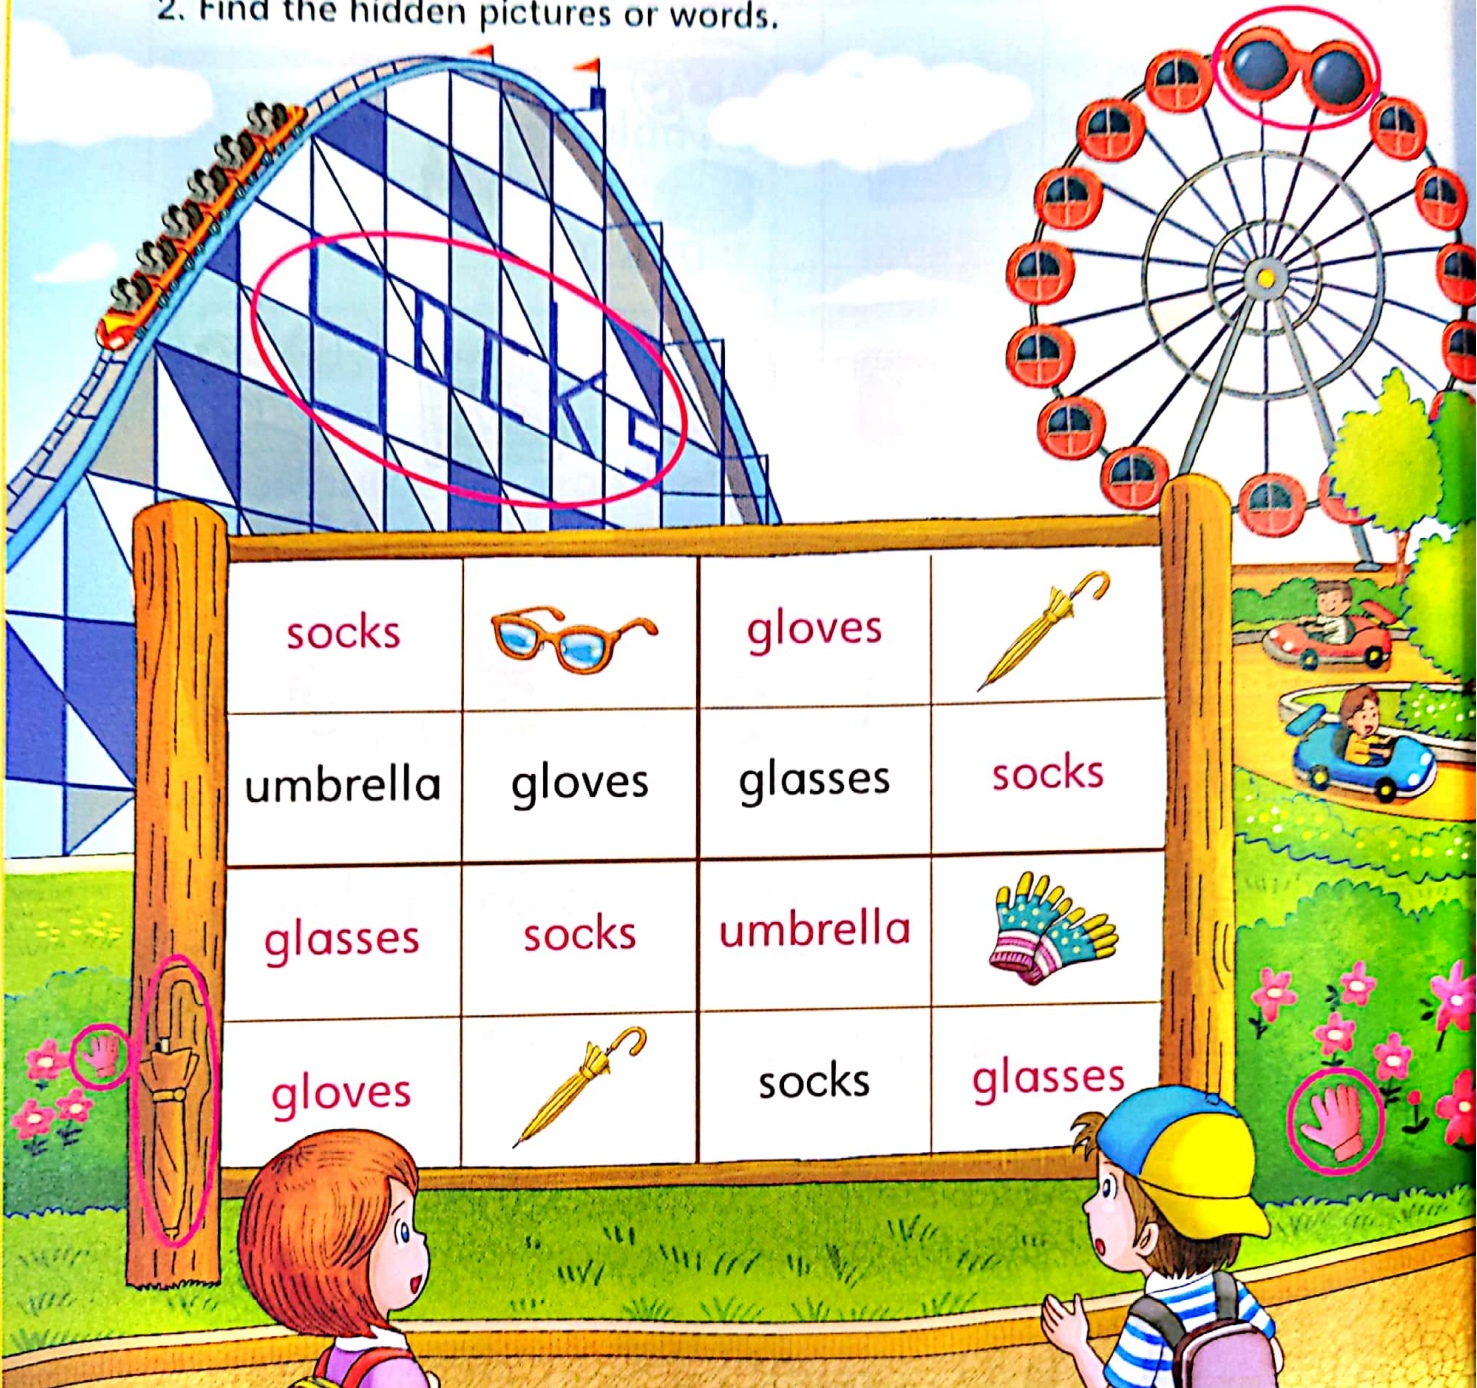 2. Find the hidden pictures or words.
SOCKS
socks gloves
umbrella gloves glasses socks
glasses socks umbrella
gloves socks glasses